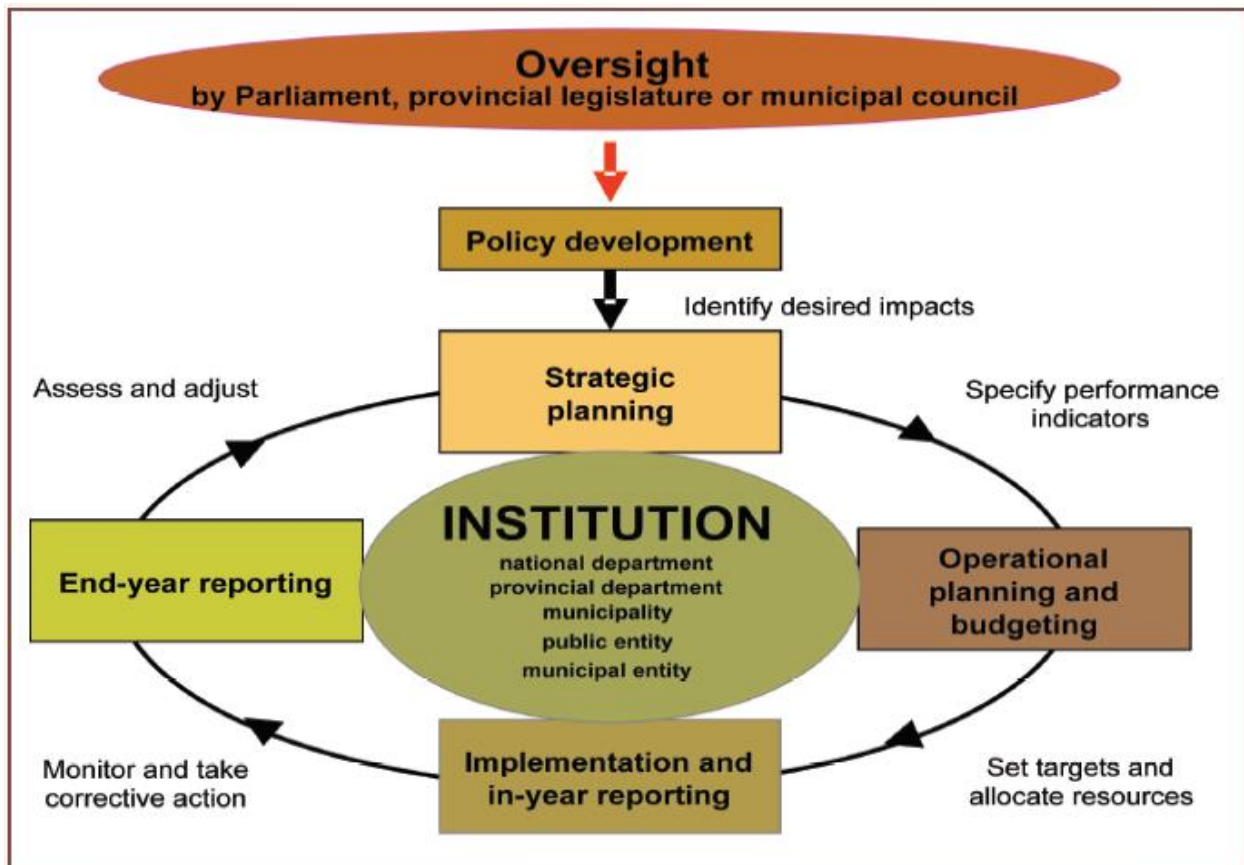 Oversight
by Parliament, provincial legislature or municipal council
Policy development
Identify desired impacts
Strategic
planning
Assess and adjust
Specify performance
indicators
INSTITUTION
national department
provincial department
municipality
public entity
municipal entity
End-year reporting
Operational
planning and
budgeting
Implementation and
in-year reporting
Monitor and take
corrective action
Set targets and
allocate resources